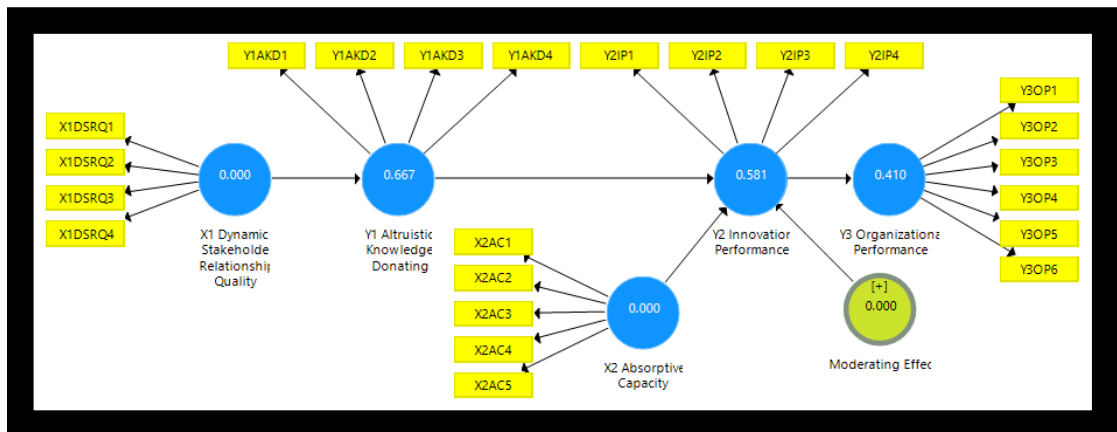 Y1AKD1 Y1AKD2 Y1AKD3 Y1AKD4 Y2IP1 Y2IP2 Y2IP3 Y2IP4
X1DSRQ1
X1DSRQ2
X1DSRQ3
X1DSRQ4
0.000
X1 Dynamic
Stakeholde
Relationship
Quality
0.667
Y1 Altruistic
Knowledge
Donating
X2AC1
X2AC2
X2AC3
X2AC4
X2AC5
0.000
X2 Absorptive
Capacity
0.581
Y2 Innovation
Performance
0.410
Y3 Organizationa
Performance
[+]
0.000
Moderating Effec
Y3OP1
Y3OP2
Y3OP3
Y3OP4
Y3OP5
Y3OP6